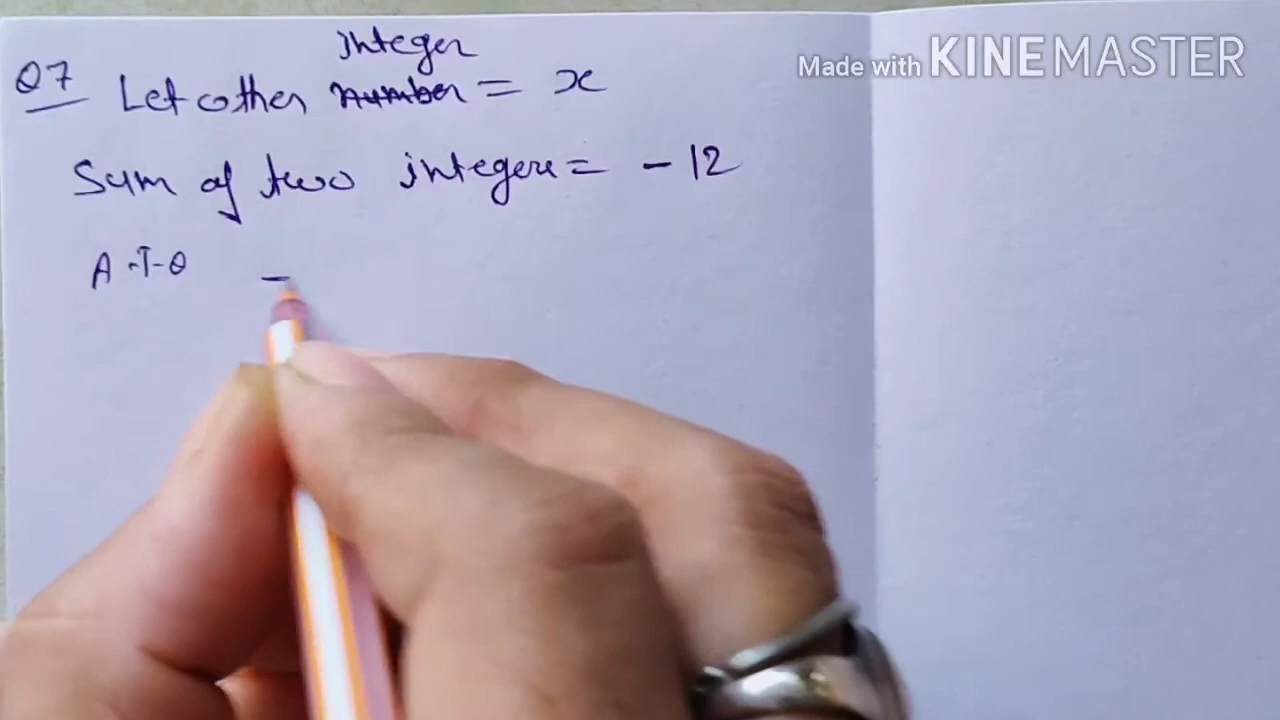 Made with KINEMASTER
integer
Q7 Let other number = x
Sum of two integers = -12
A.T.Q -